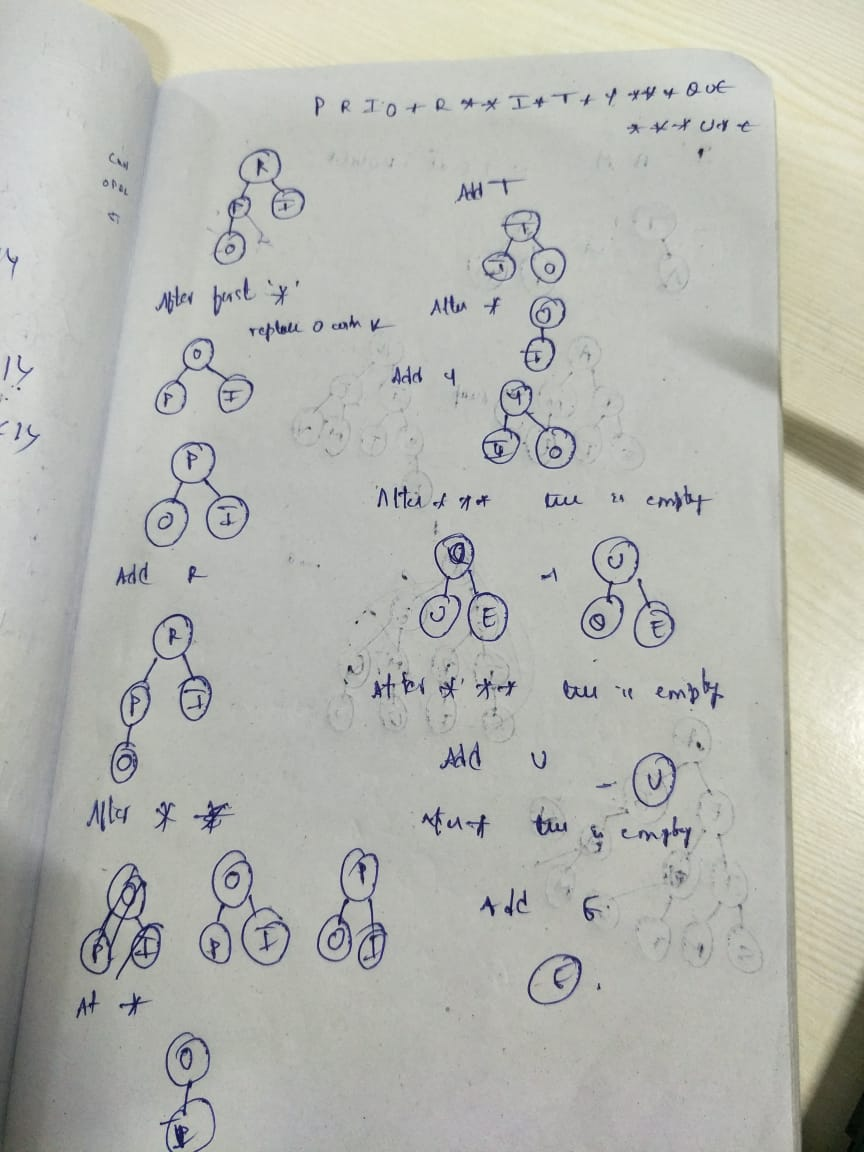 P R I O + R * * I * T + Y * * * Q U E
* * * U * E
R
P I
O
After first '*'
replace O with R
O
P I
P
O I
Add R
R
P I
O
After * *
O
P I
O
P I
P
O I
At *
O
I
Add T
T
I O
After *
O
I
Add Y
Y
I O
After * * * tree is empty
Q
U E
U
Q E
After * * * tree is empty
Add U
U
After * tree is empty
Add E
E